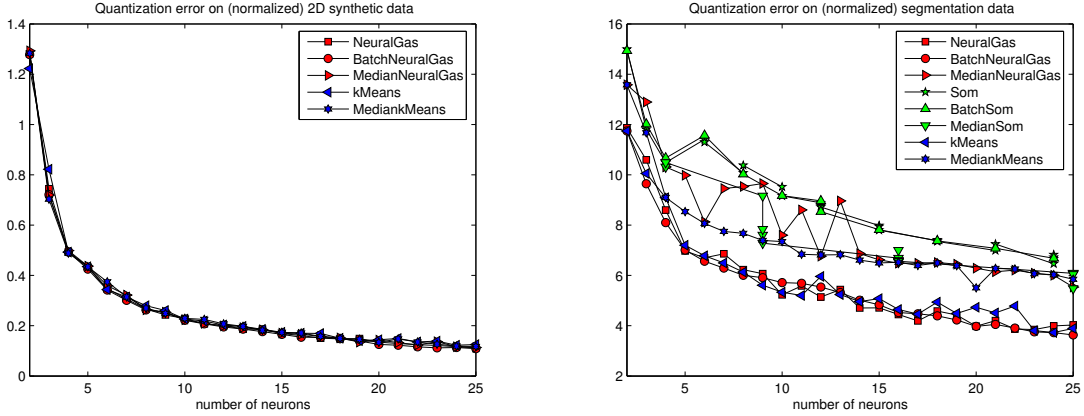 Quantization error on (normalized) 2D synthetic data
1.4
1.2
1
0.8
0.6
0.4
0.2
0
5
10
15
20
25
number of neurons
NeuralGas
BatchNeuralGas
MedianNeuralGas
kMeans
MediankMeans
Quantization error on (normalized) segmentation data
16
14
12
10
8
6
4
2
5
10
15
20
25
number of neurons
NeuralGas
BatchNeuralGas
MedianNeuralGas
Som
BatchSom
MedianSom
kMeans
MediankMeans